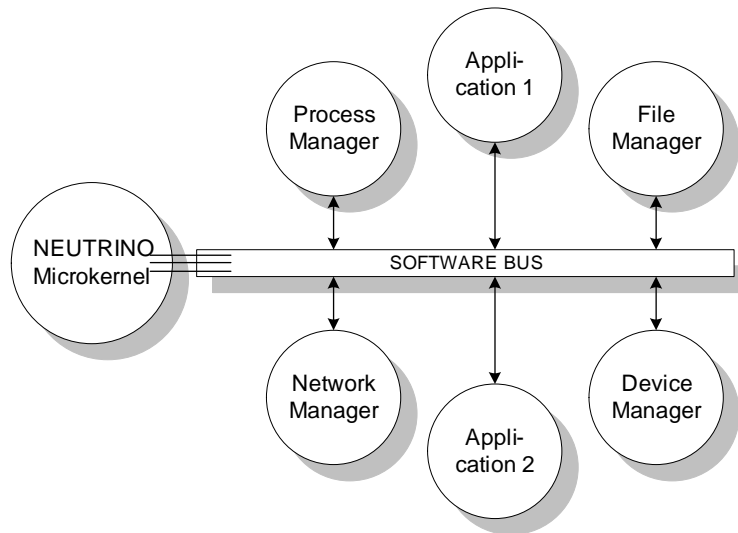 Appli-
cation 1
Process
Manager
File
Manager
NEUTRINO
Microkernel
SOFTWARE BUS
Network
Manager
Appli-
cation 2
Device
Manager